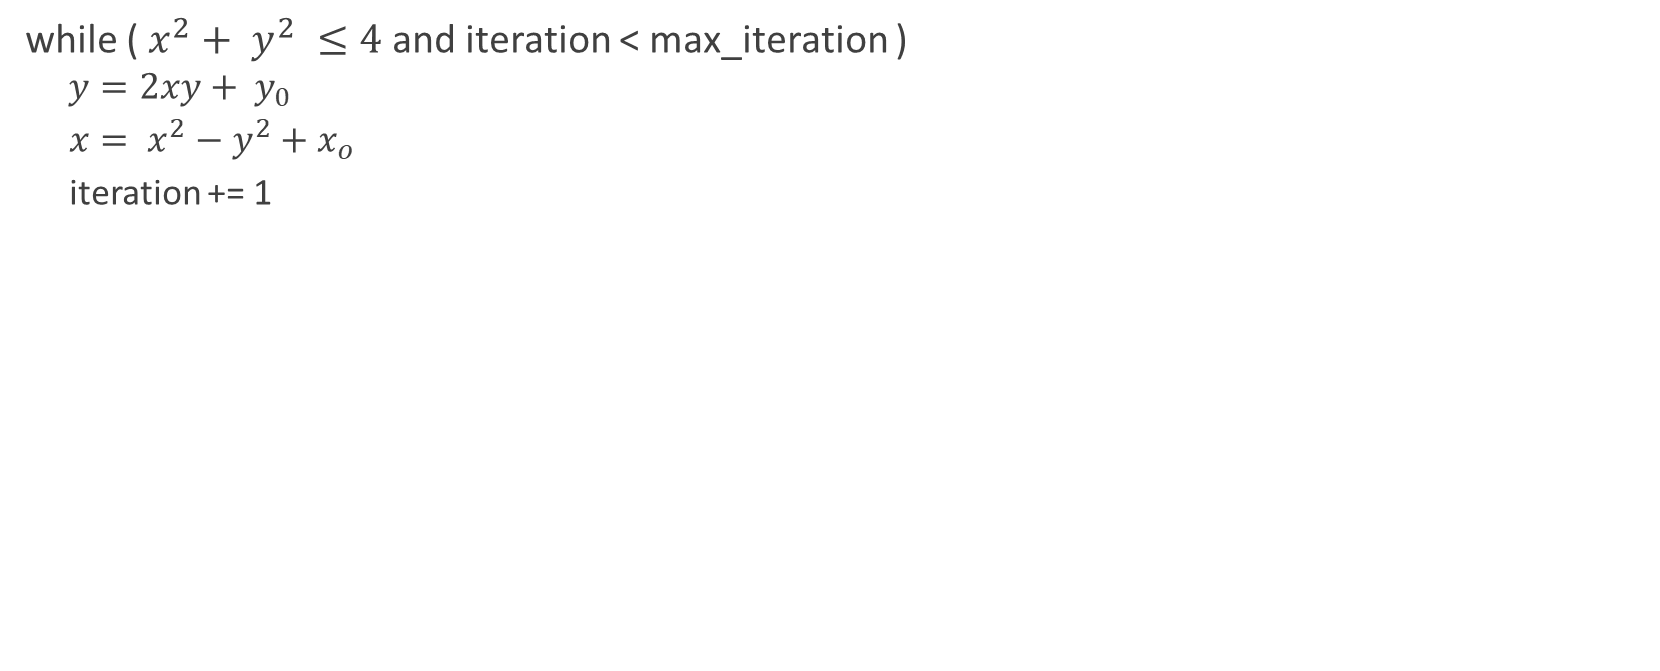 while ( x² + y² ≤ 4 and iteration < max_iteration )
y = 2xy + y₀
x = x² − y² + xₒ
iteration += 1